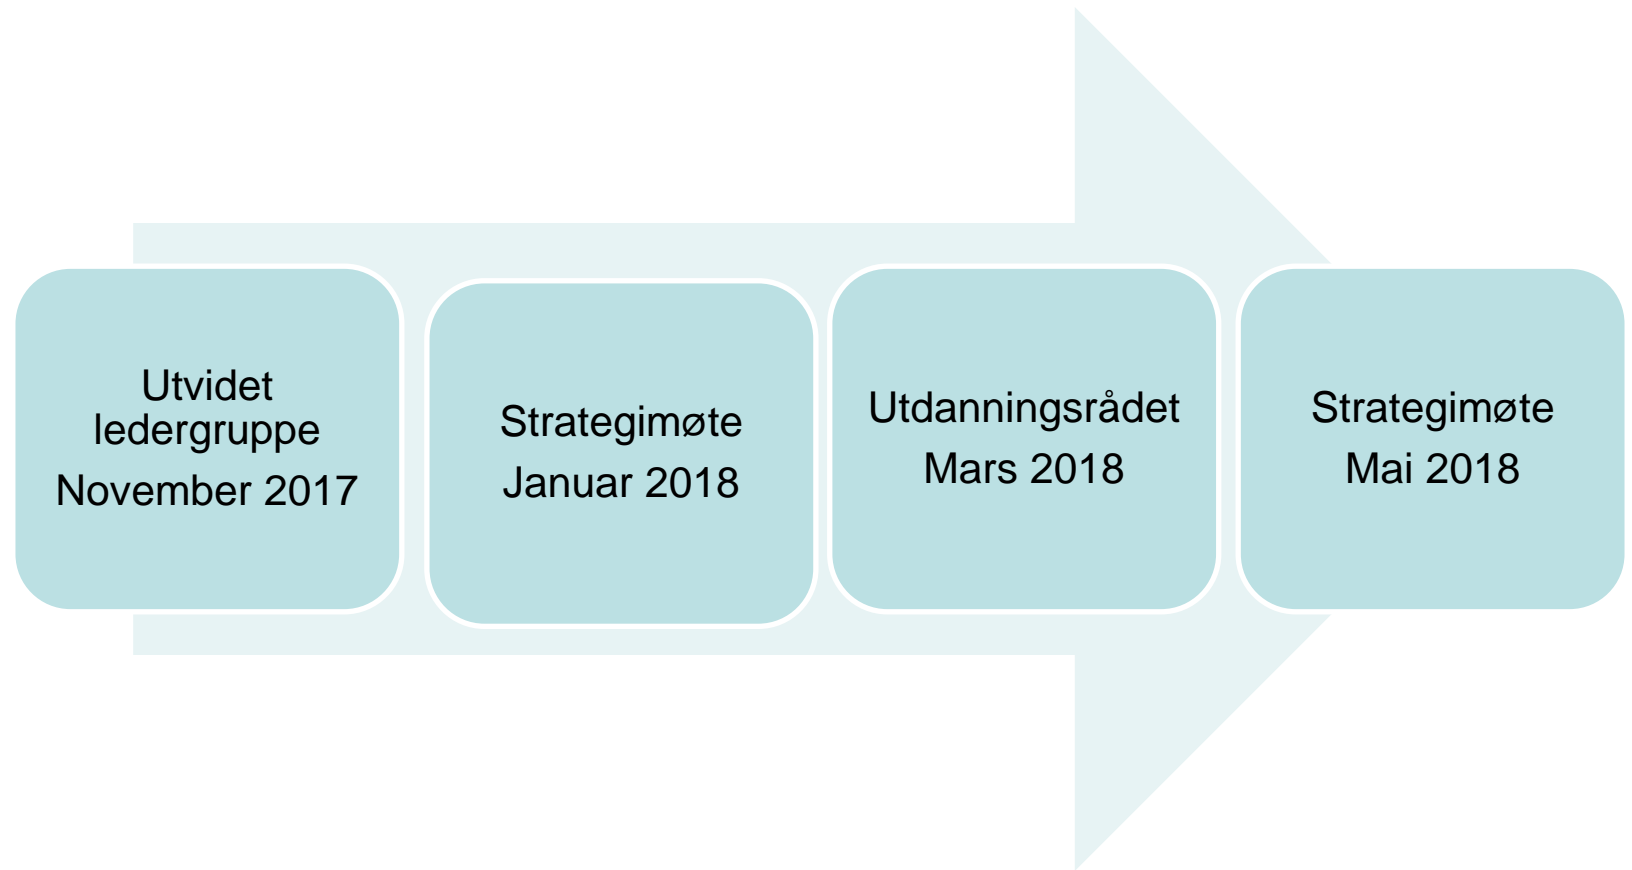 Utvidet
ledergruppe
November 2017
Strategimøte
Januar 2018
Utdanningsrådet
Mars 2018
Strategimøte
Mai 2018